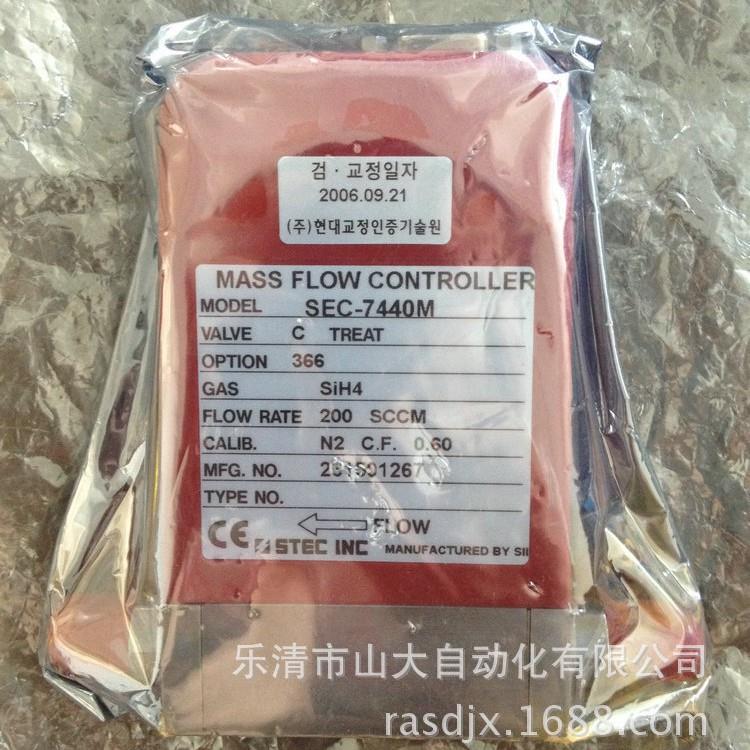 검·교정일자
2006.09.21
(주)현대교정인증기술원
MASS FLOW CONTROLLER
MODEL SEC-7440M
VALVE C TREAT
OPTION 366
GAS SiH4
FLOW RATE 200 SCCM
CALIB. N2 C.F. 0.60
MFG. NO.
TYPE NO.
CE FLOW
STEC INC MANUFACTURED BY
乐清市山大自动化有限公司
rasdjx.1688.com